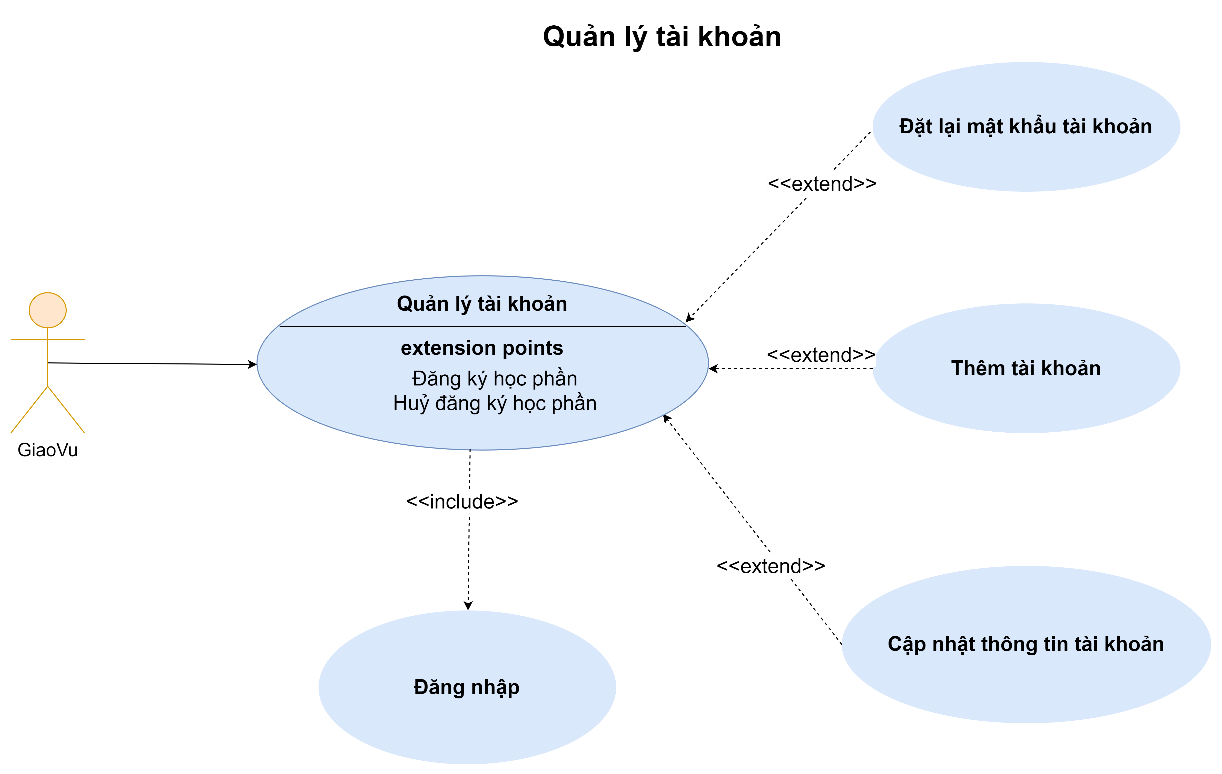 Quản lý tài khoản
Đặt lại mật khẩu tài khoản
<<extend>>
Quản lý tài khoản
extension points
Đăng ký học phần
Huỷ đăng ký học phần
<<extend>>
Thêm tài khoản
GiaoVu
<<include>>
<<extend>>
Cập nhật thông tin tài khoản
Đăng nhập